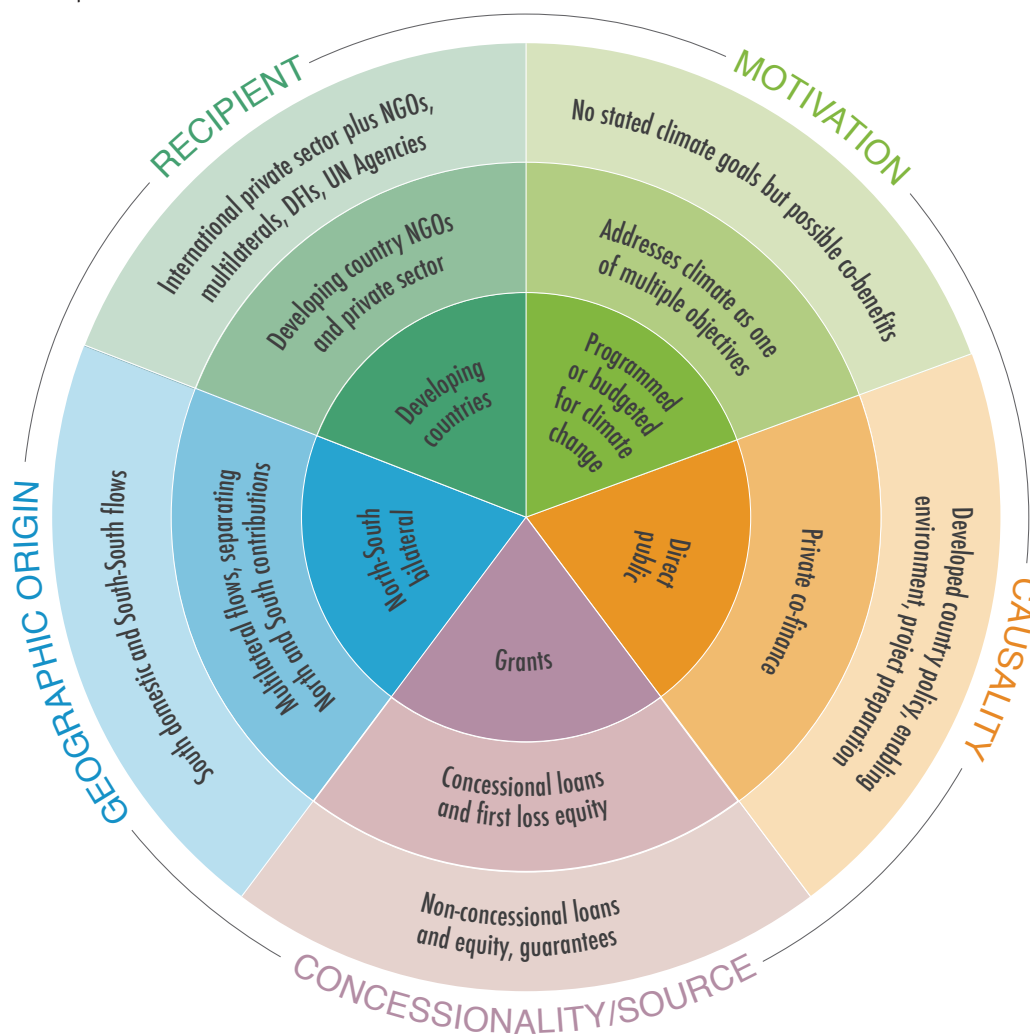 RECIPIENT
International private sector plus NGOs,
multilaterals, DFIs, UN Agencies
Developing country NGOs
and private sector
Developing
countries
MOTIVATION
No stated climate goals but possible co-benefits
Addresses climate as one
of multiple objectives
Programmed
or budgeted
for climate
change
CAUSALITY
Developed country policy, enabling
environment, project preparation
Private co-finance
Direct
public
CONCESSIONALITY/SOURCE
Grants
Concessional loans
and first loss equity
Non-concessional loans
and equity, guarantees
GEOGRAPHIC ORIGIN
South domestic and South-South flows
Multilateral flows, separating
North and South contributions
North-South
bilateral